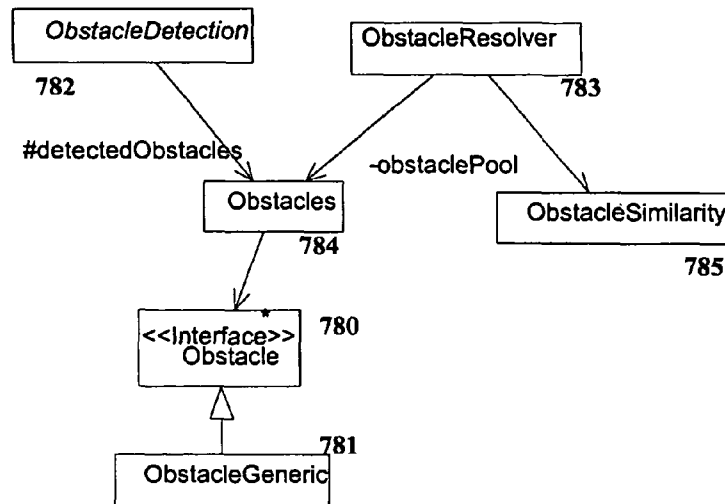 ObstacleDetection
ObstacleResolver
782
783
#detectedObstacles
-obstaclePool
Obstacles
ObstacleSimilarity
784
785
*
780
<<Interface>>
Obstacle
781
ObstacleGeneric